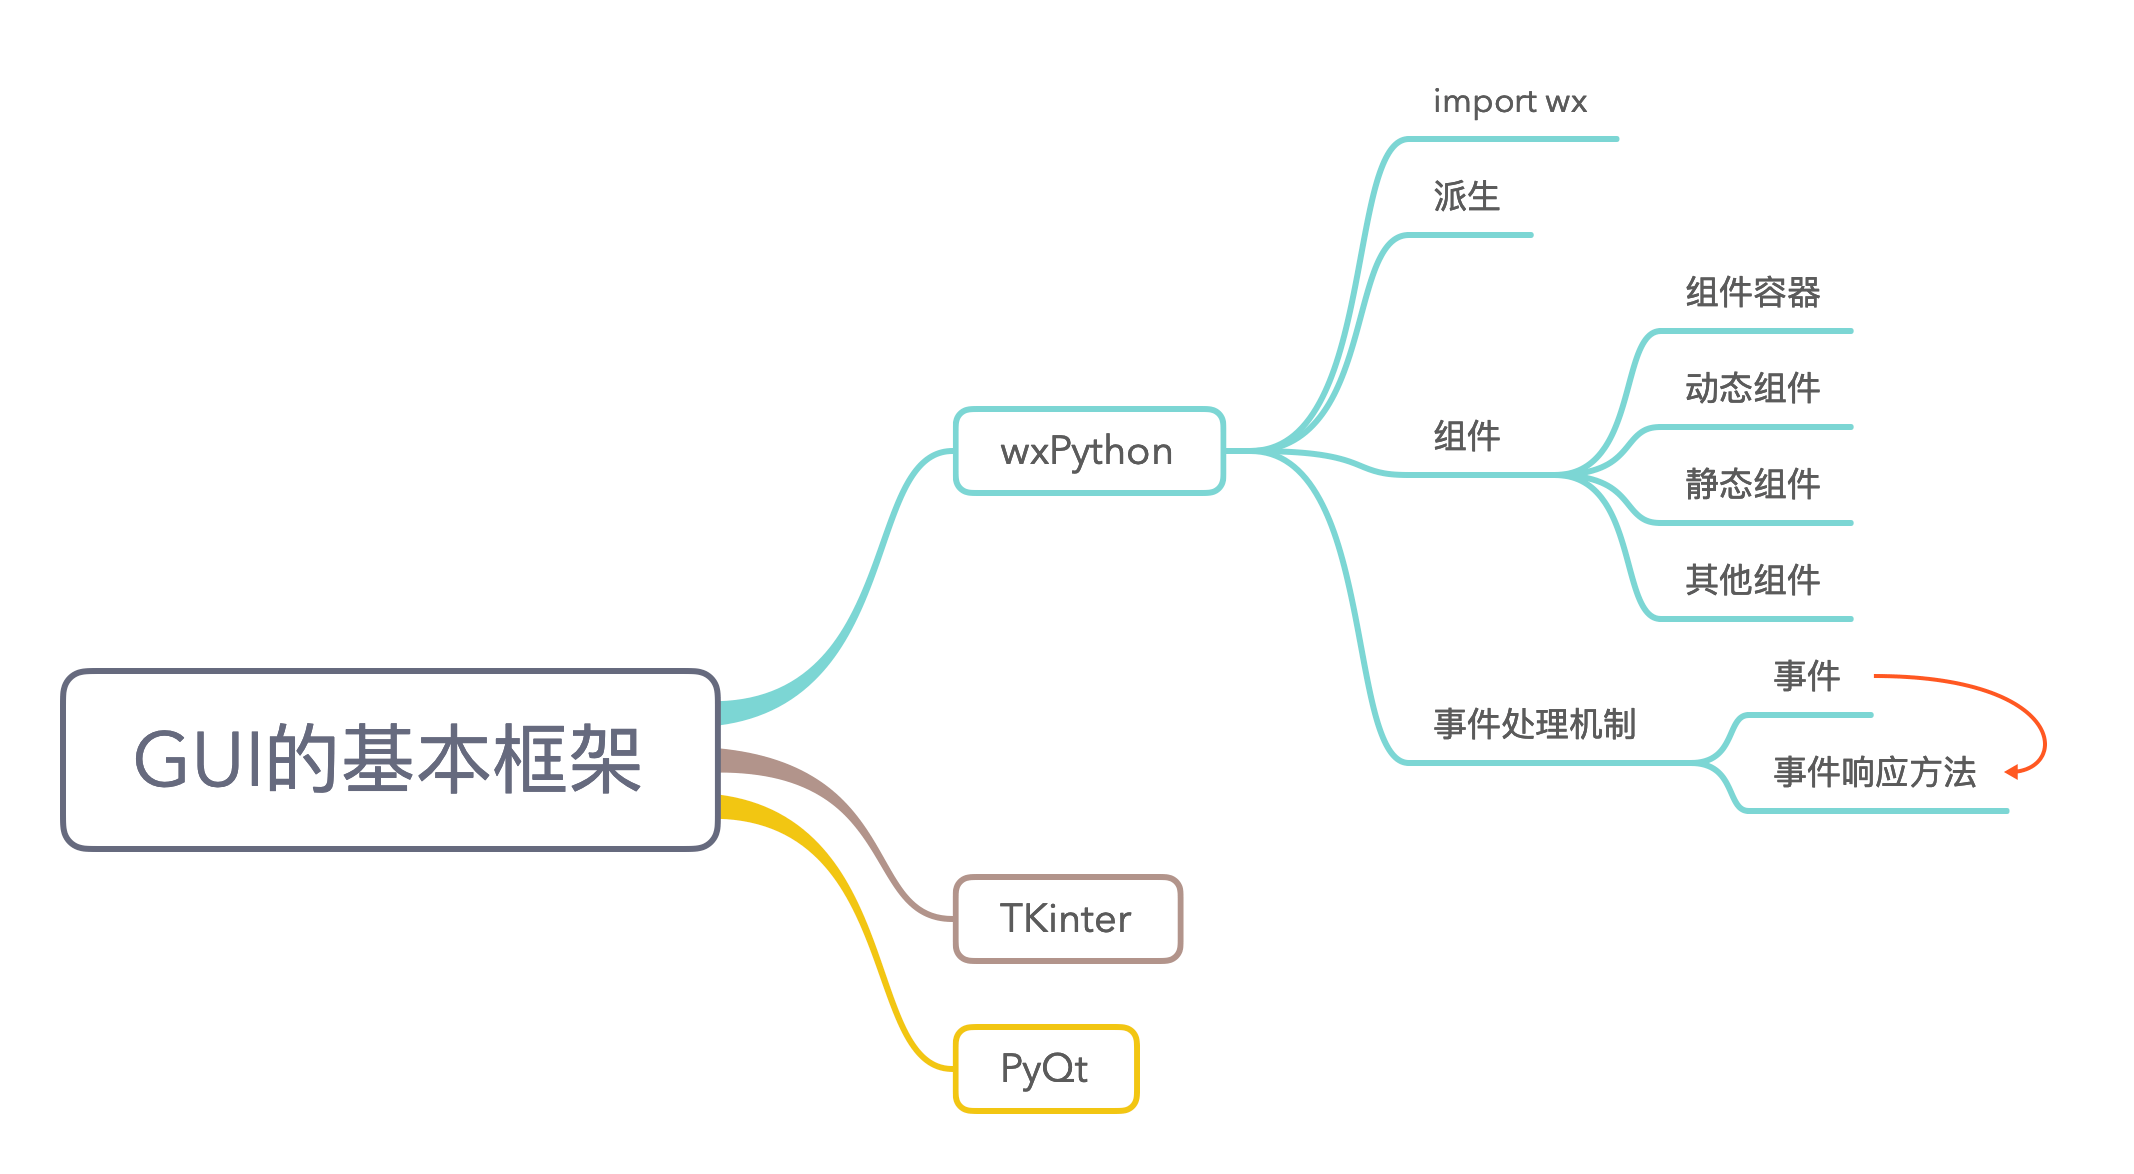 GUI的基本框架
wxPython
import wx
派生
组件
组件容器
动态组件
静态组件
其他组件
事件处理机制
事件
事件响应方法
TKinter
PyQt